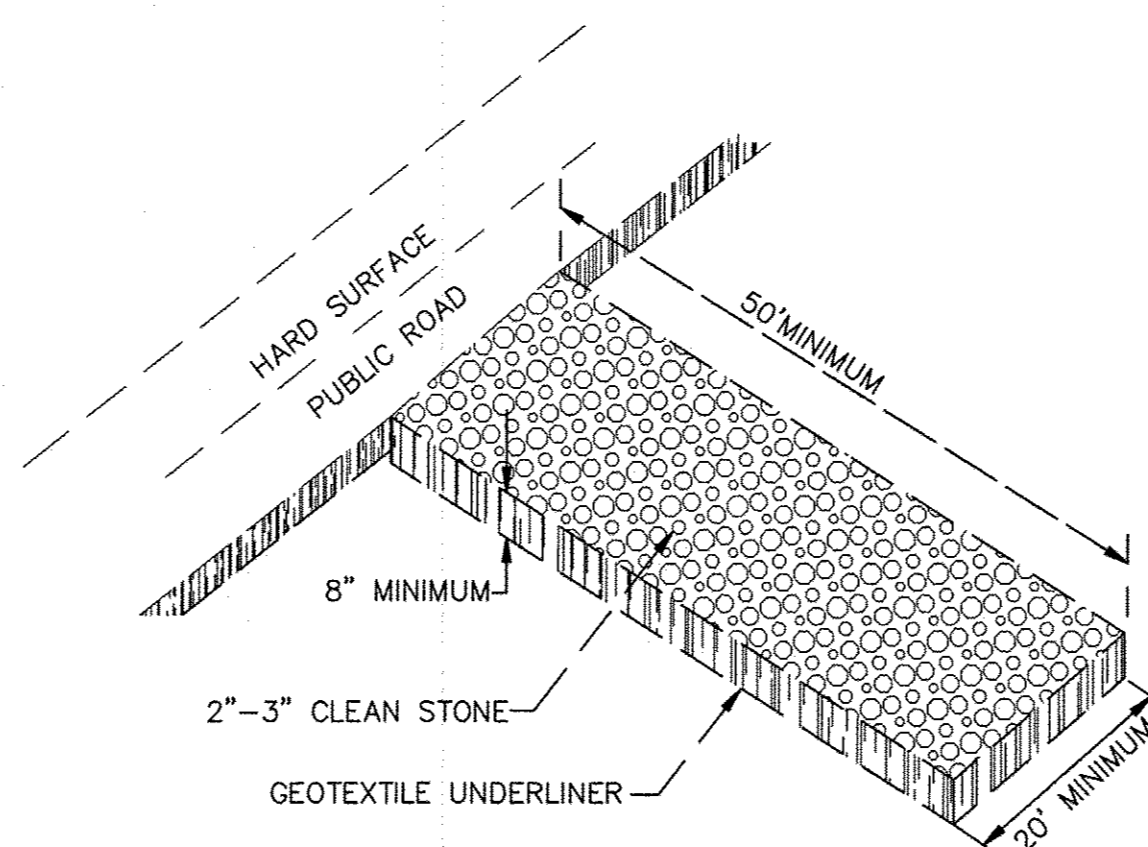 HARD SURFACE
PUBLIC ROAD
50'MINIMUM
8" MINIMUM
2"-3" CLEAN STONE
GEOTEXTILE UNDERLINER
20' MINIMUM